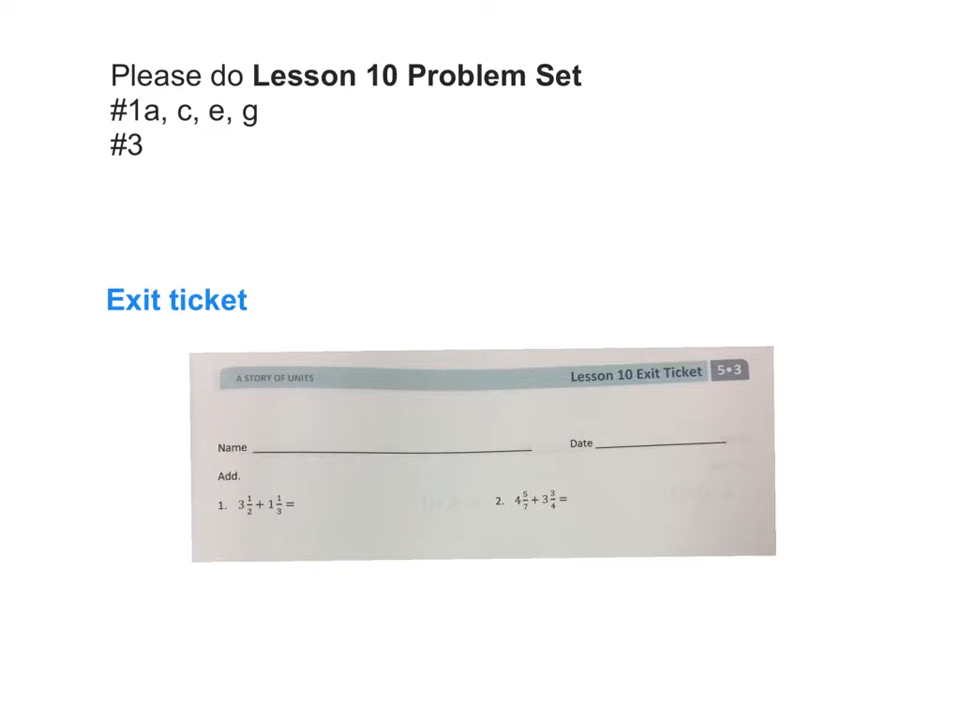 Please do Lesson 10 Problem Set
#1a, c, e, g
#3
Exit ticket
A STORY OF UNITS
Lesson 10 Exit Ticket 5•3
Name
Date
Add.
1. 3 1/2 + 1 1/3 =
2. 4 5/7 + 3 3/4 =